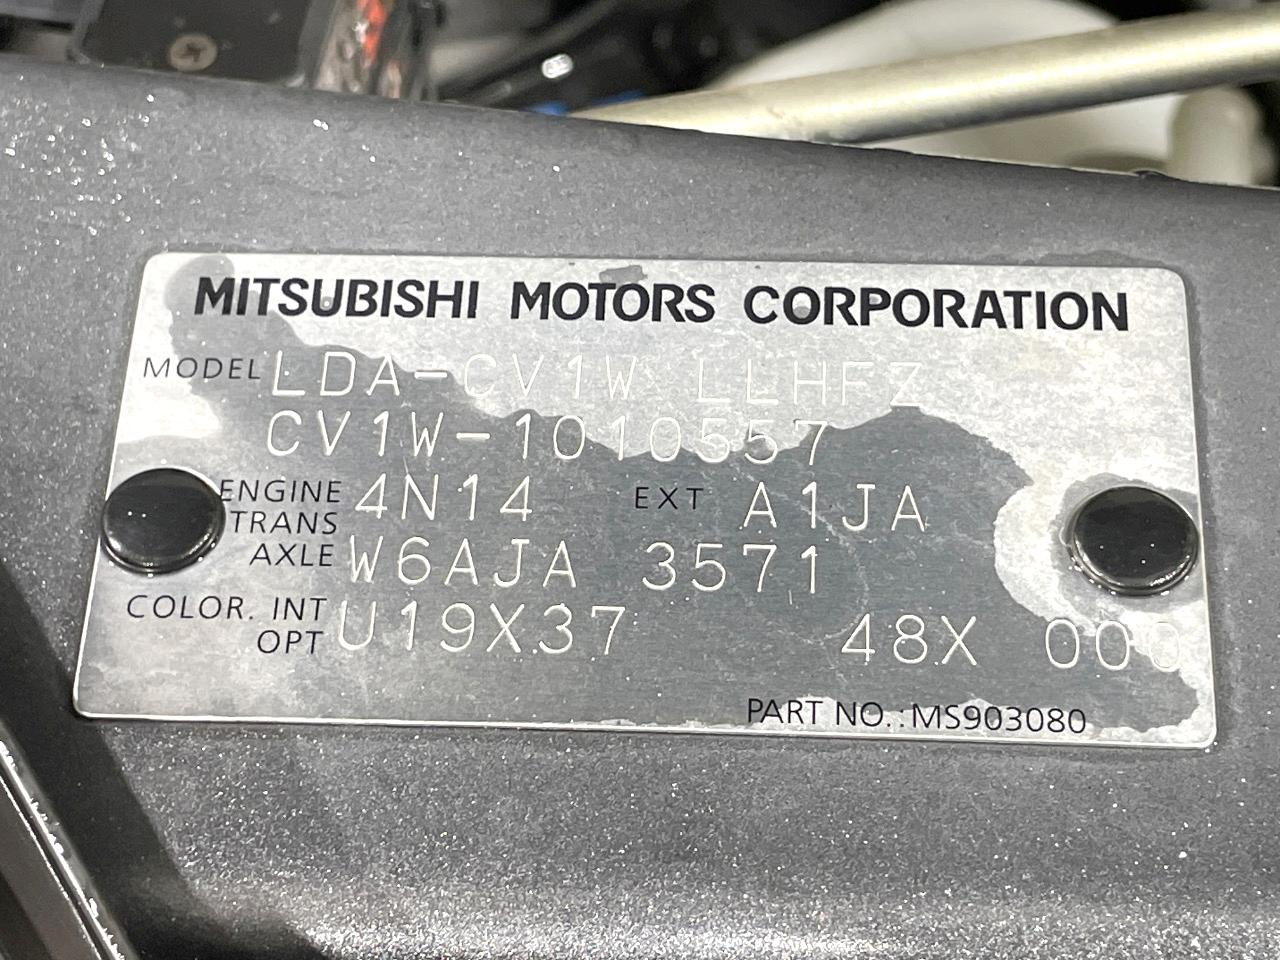 MITSUBISHI MOTORS CORPORATION
MODEL LDA-CV1W LLHFZ
CV1W-1010557
ENGINE 4N14 EXT A1JA
TRANS
AXLE W6AJA 3571
COLOR. INT
OPT U19X37 48X 000
PART NO.:MS903080